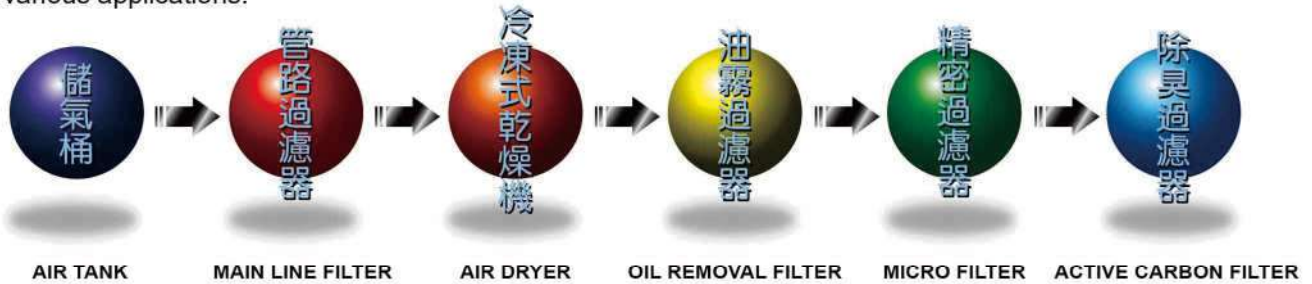 various applications.
儲氣桶
管路過濾器
冷凍式乾燥機
油霧過濾器
精密過濾器
除臭過濾器
AIR TANK
MAIN LINE FILTER
AIR DRYER
OIL REMOVAL FILTER
MICRO FILTER
ACTIVE CARBON FILTER